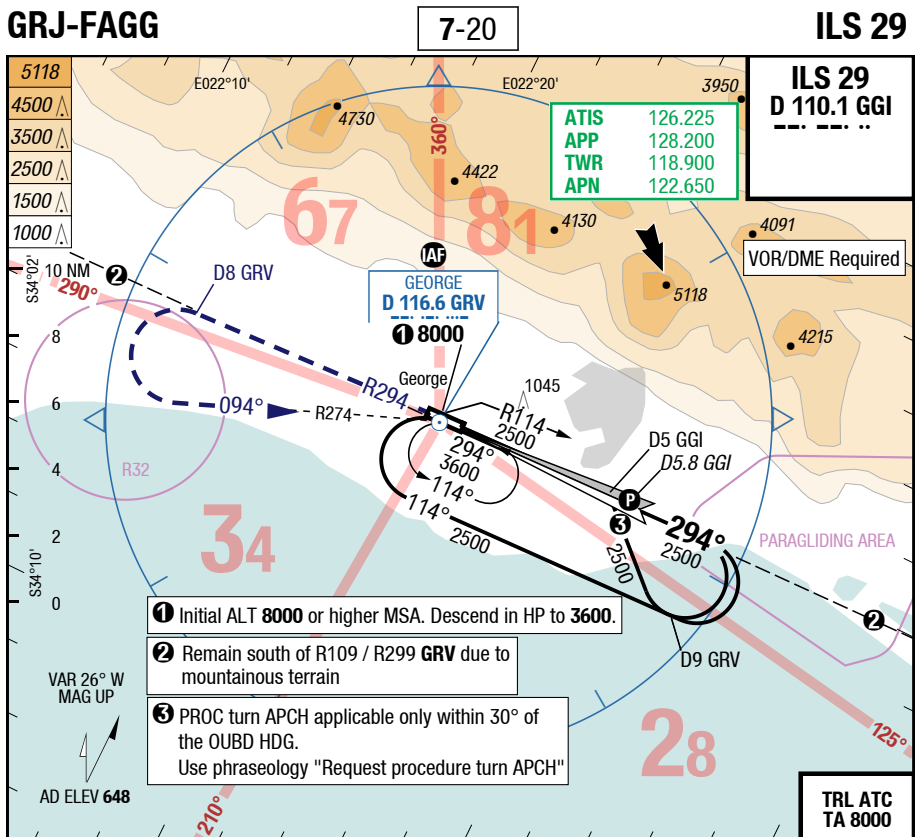 GRJ-FAGG
7-20
ILS 29
5118
4500
3500
2500
1500
1000
E022°10'
E022°20'
3950
4730
360°
4422
ATIS 126.225
APP 128.200
TWR 118.900
APN 122.650
ILS 29
D 110.1 GGI
67
81
4130
4091
VOR/DME Required
IAF
S34°02'
10 NM
290°
2
D8 GRV
GEORGE
D 116.6 GRV
1 8000
5118
4215
8
George
1045
R294
R114
2500
6
094°
R274
294°
3600
D5 GGI
D5.8 GGI
4
R32
114°
114°
2500
P
3
294°
2500
2500
PARAGLIDING AREA
2
34
S34°10'
0
1 Initial ALT 8000 or higher MSA. Descend in HP to 3600.
2
2 Remain south of R109 / R299 GRV due to
mountainous terrain
D9 GRV
VAR 26° W
MAG UP
3 PROC turn APCH applicable only within 30° of
the OUBD HDG.
Use phraseology "Request procedure turn APCH"
28
125°
AD ELEV 648
210°
TRL ATC
TA 8000